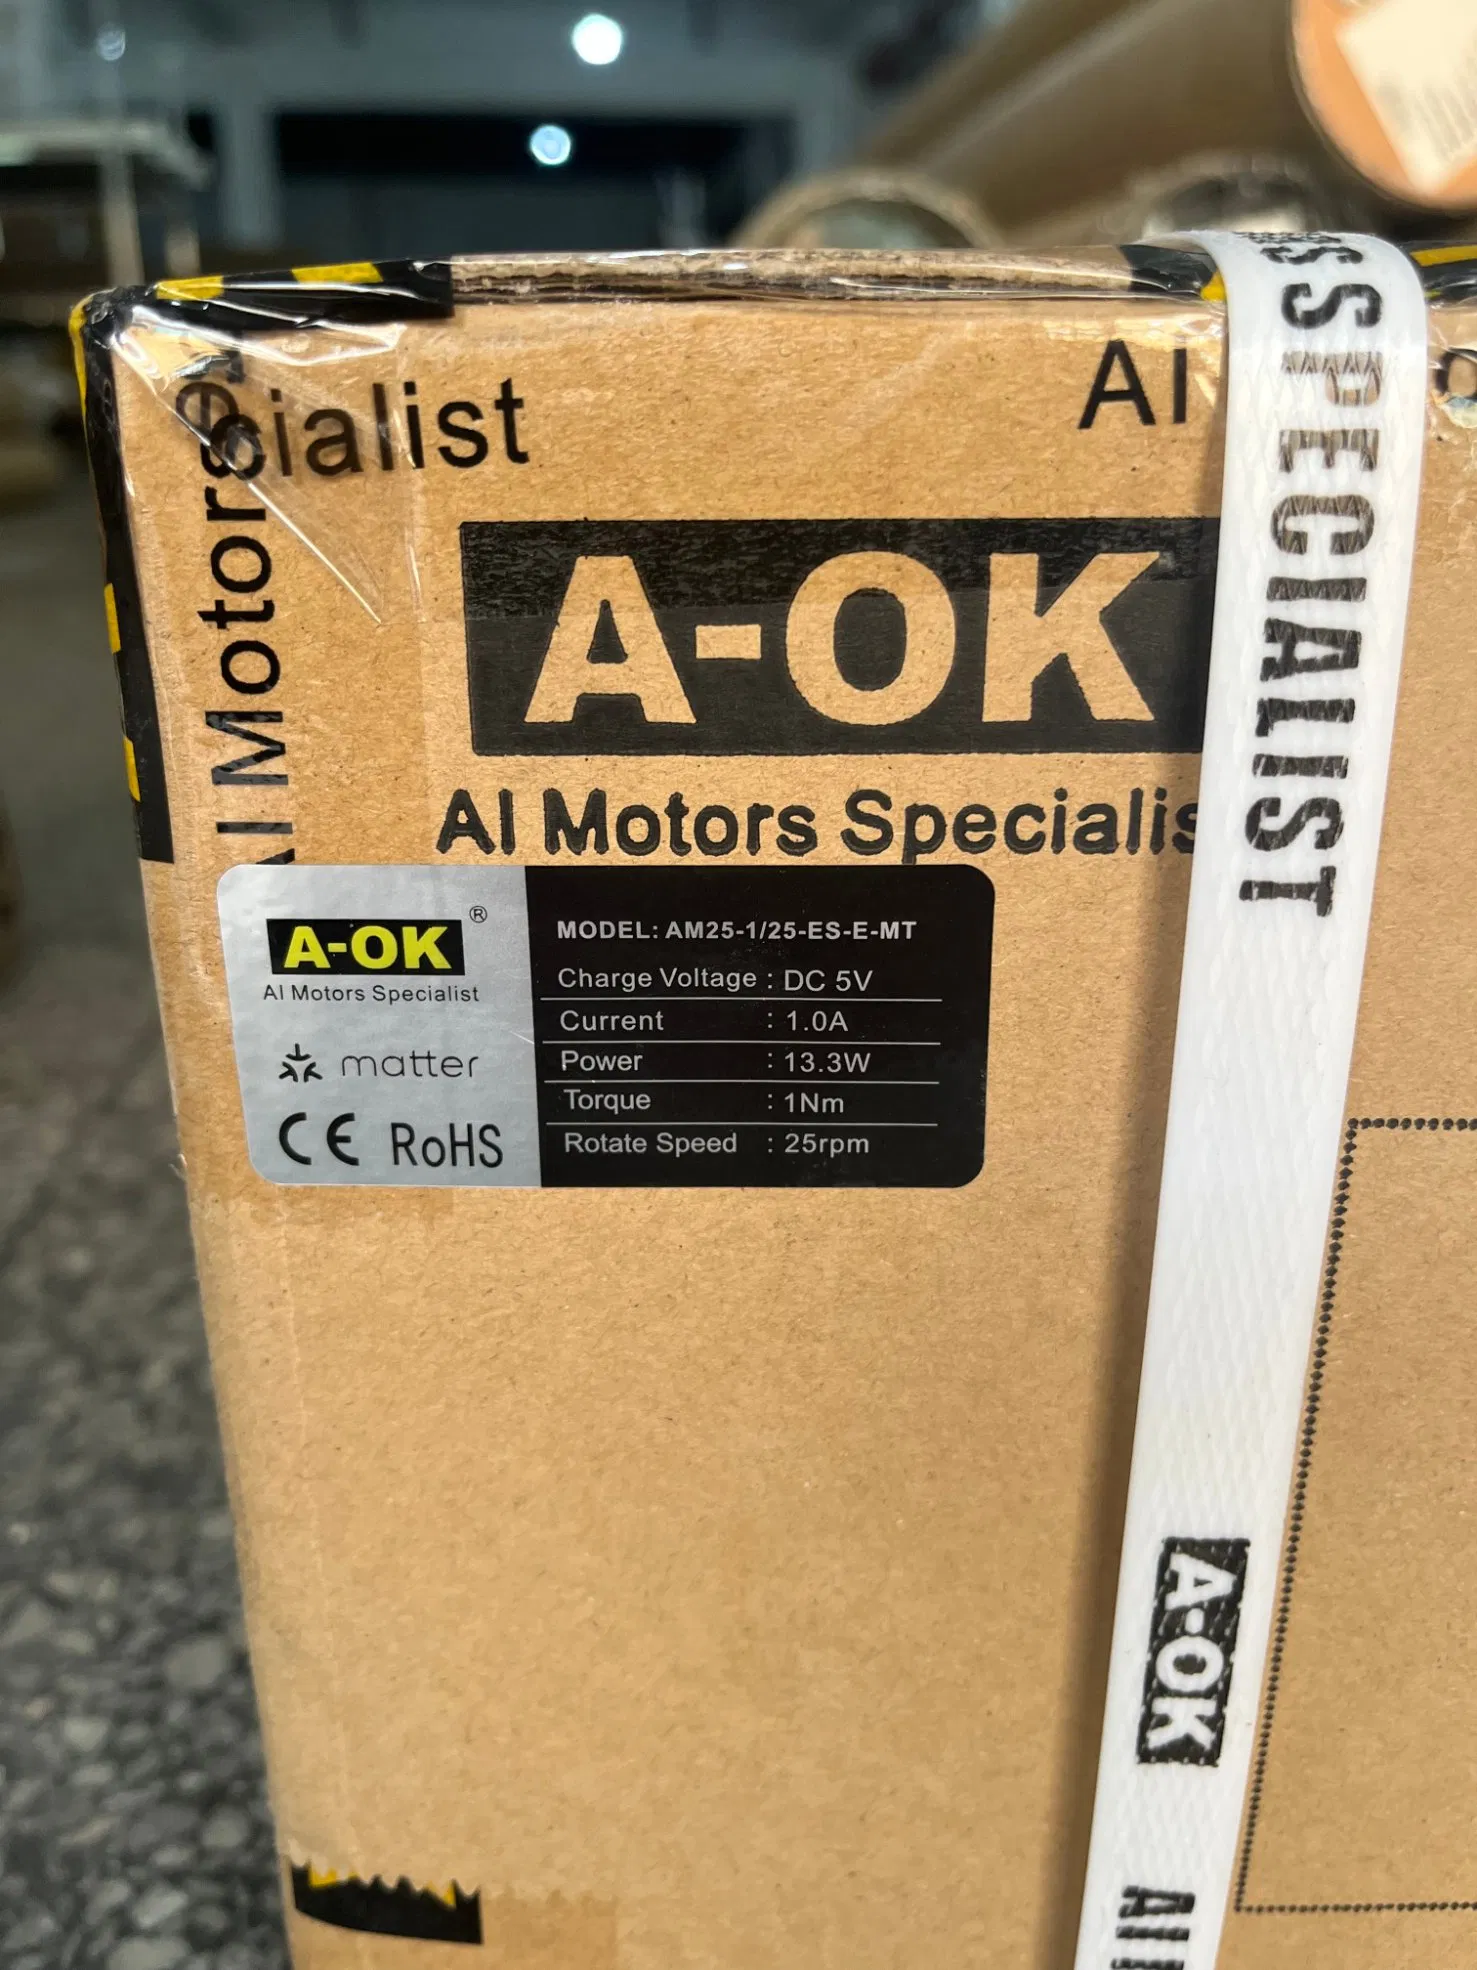 cialist
AI
AI Motors
A-OK
AI Motors Specialis
SPECIALIST
A-OK
®
AI Motors Specialist
matter
CE RoHS
MODEL: AM25-1/25-ES-E-MT
Charge Voltage : DC 5V
Current : 1.0A
Power : 13.3W
Torque : 1Nm
Rotate Speed : 25rpm
A-OK